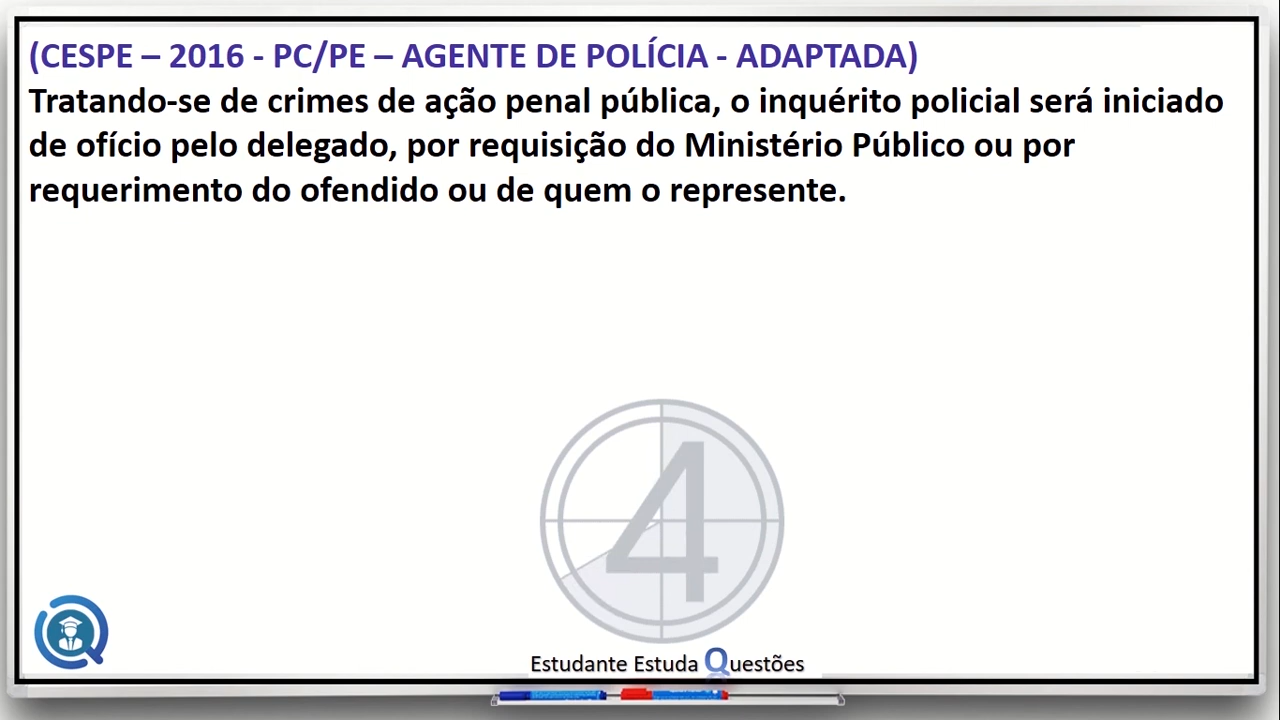 (CESPE – 2016 - PC/PE – AGENTE DE POLÍCIA - ADAPTADA)
Tratando-se de crimes de ação penal pública, o inquérito policial será iniciado
de ofício pelo delegado, por requisição do Ministério Público ou por
requerimento do ofendido ou de quem o represente.
4
Estudante Estuda Questões